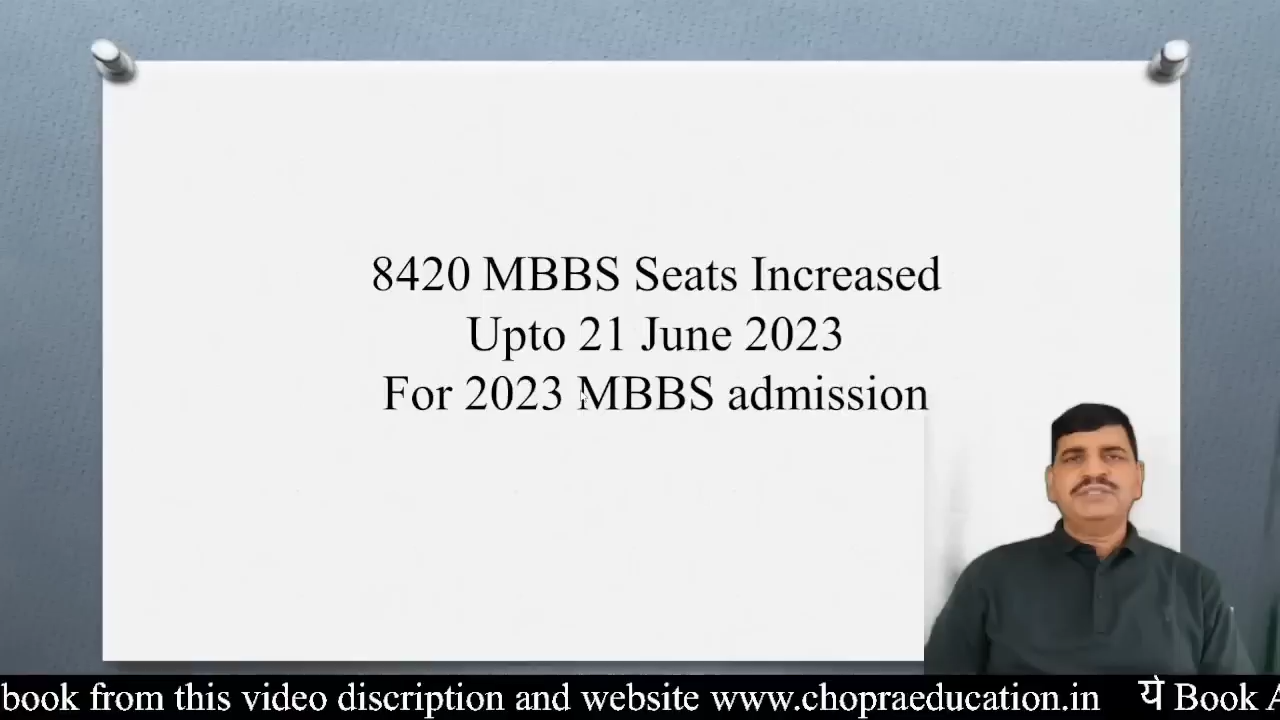 8420 MBBS Seats Increased
Upto 21 June 2023
For 2023 MBBS admission
book from this video discription and website www.chopraeducation.in ये Book A